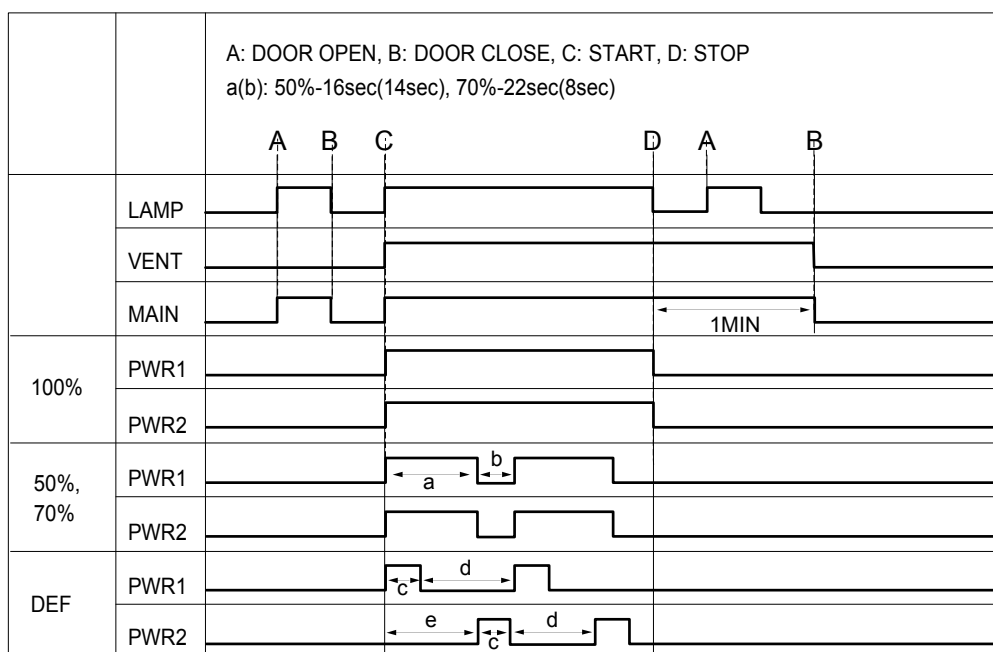 A: DOOR OPEN, B: DOOR CLOSE, C: START, D: STOP
a(b): 50%-16sec(14sec), 70%-22sec(8sec)
A B C D A B
LAMP
VENT
MAIN
1MIN
100%
PWR1
PWR2
50%,
70%
PWR1
a
b
PWR2
DEF
PWR1
c
d
PWR2
e
c
d